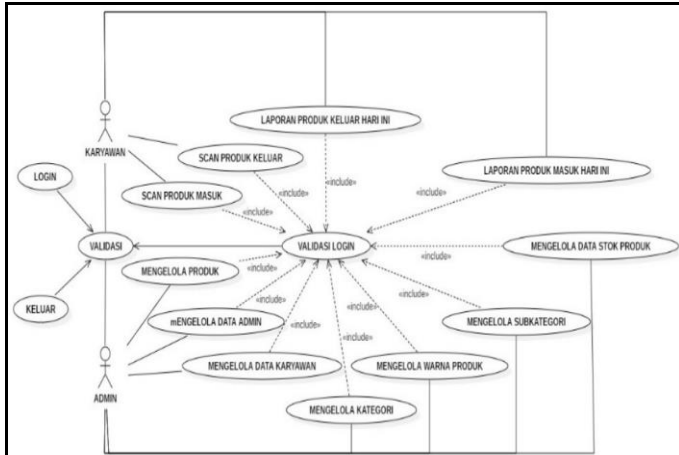 LAPORAN PRODUK KELUAR HARI INI
KARYAWAN
SCAN PRODUK KELUAR
«include»
LAPORAN PRODUK MASUK HARI INI
LOGIN
SCAN PRODUK MASUK
«include»
«include»
«include»
VALIDASI
VALIDASI LOGIN
MENGELOLA DATA STOK PRODUK
«include»
MENGELOLA PRODUK
«include»
KELUAR
mENGELOLA DATA ADMIN
«include»
«include»
«include»
MENGELOLA SUBKATEGORI
«include»
«include»
ADMIN
MENGELOLA DATA KARYAWAN
MENGELOLA WARNA PRODUK
MENGELOLA KATEGORI